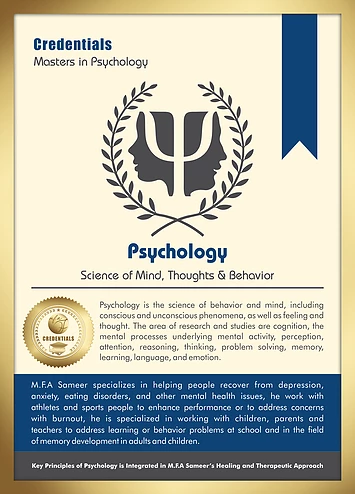 Credentials
Masters in Psychology
Psychology
Science of Mind, Thoughts & Behavior
Psychology is the science of behavior and mind, including
conscious and unconscious phenomena, as well as feeling and
thought. The area of research and studies are cognition, the
mental processes underlying mental activity, perception,
attention, reasoning, thinking, problem solving, memory,
learning, language, and emotion.
CREDENTIALS
M.F.A Sameer specializes in helping people recover from depression,
anxiety, eating disorders, and other mental health issues, he work with
athletes and sports people to enhance performance or to address concerns
with burnout, he is specialized in working with children, parents and
teachers to address learning or behavior problems at school and in the field
of memory development in adults and children.
Key Principles of Psychology is Integrated in M.F.A Sameer's Healing and Therapeutic Approach